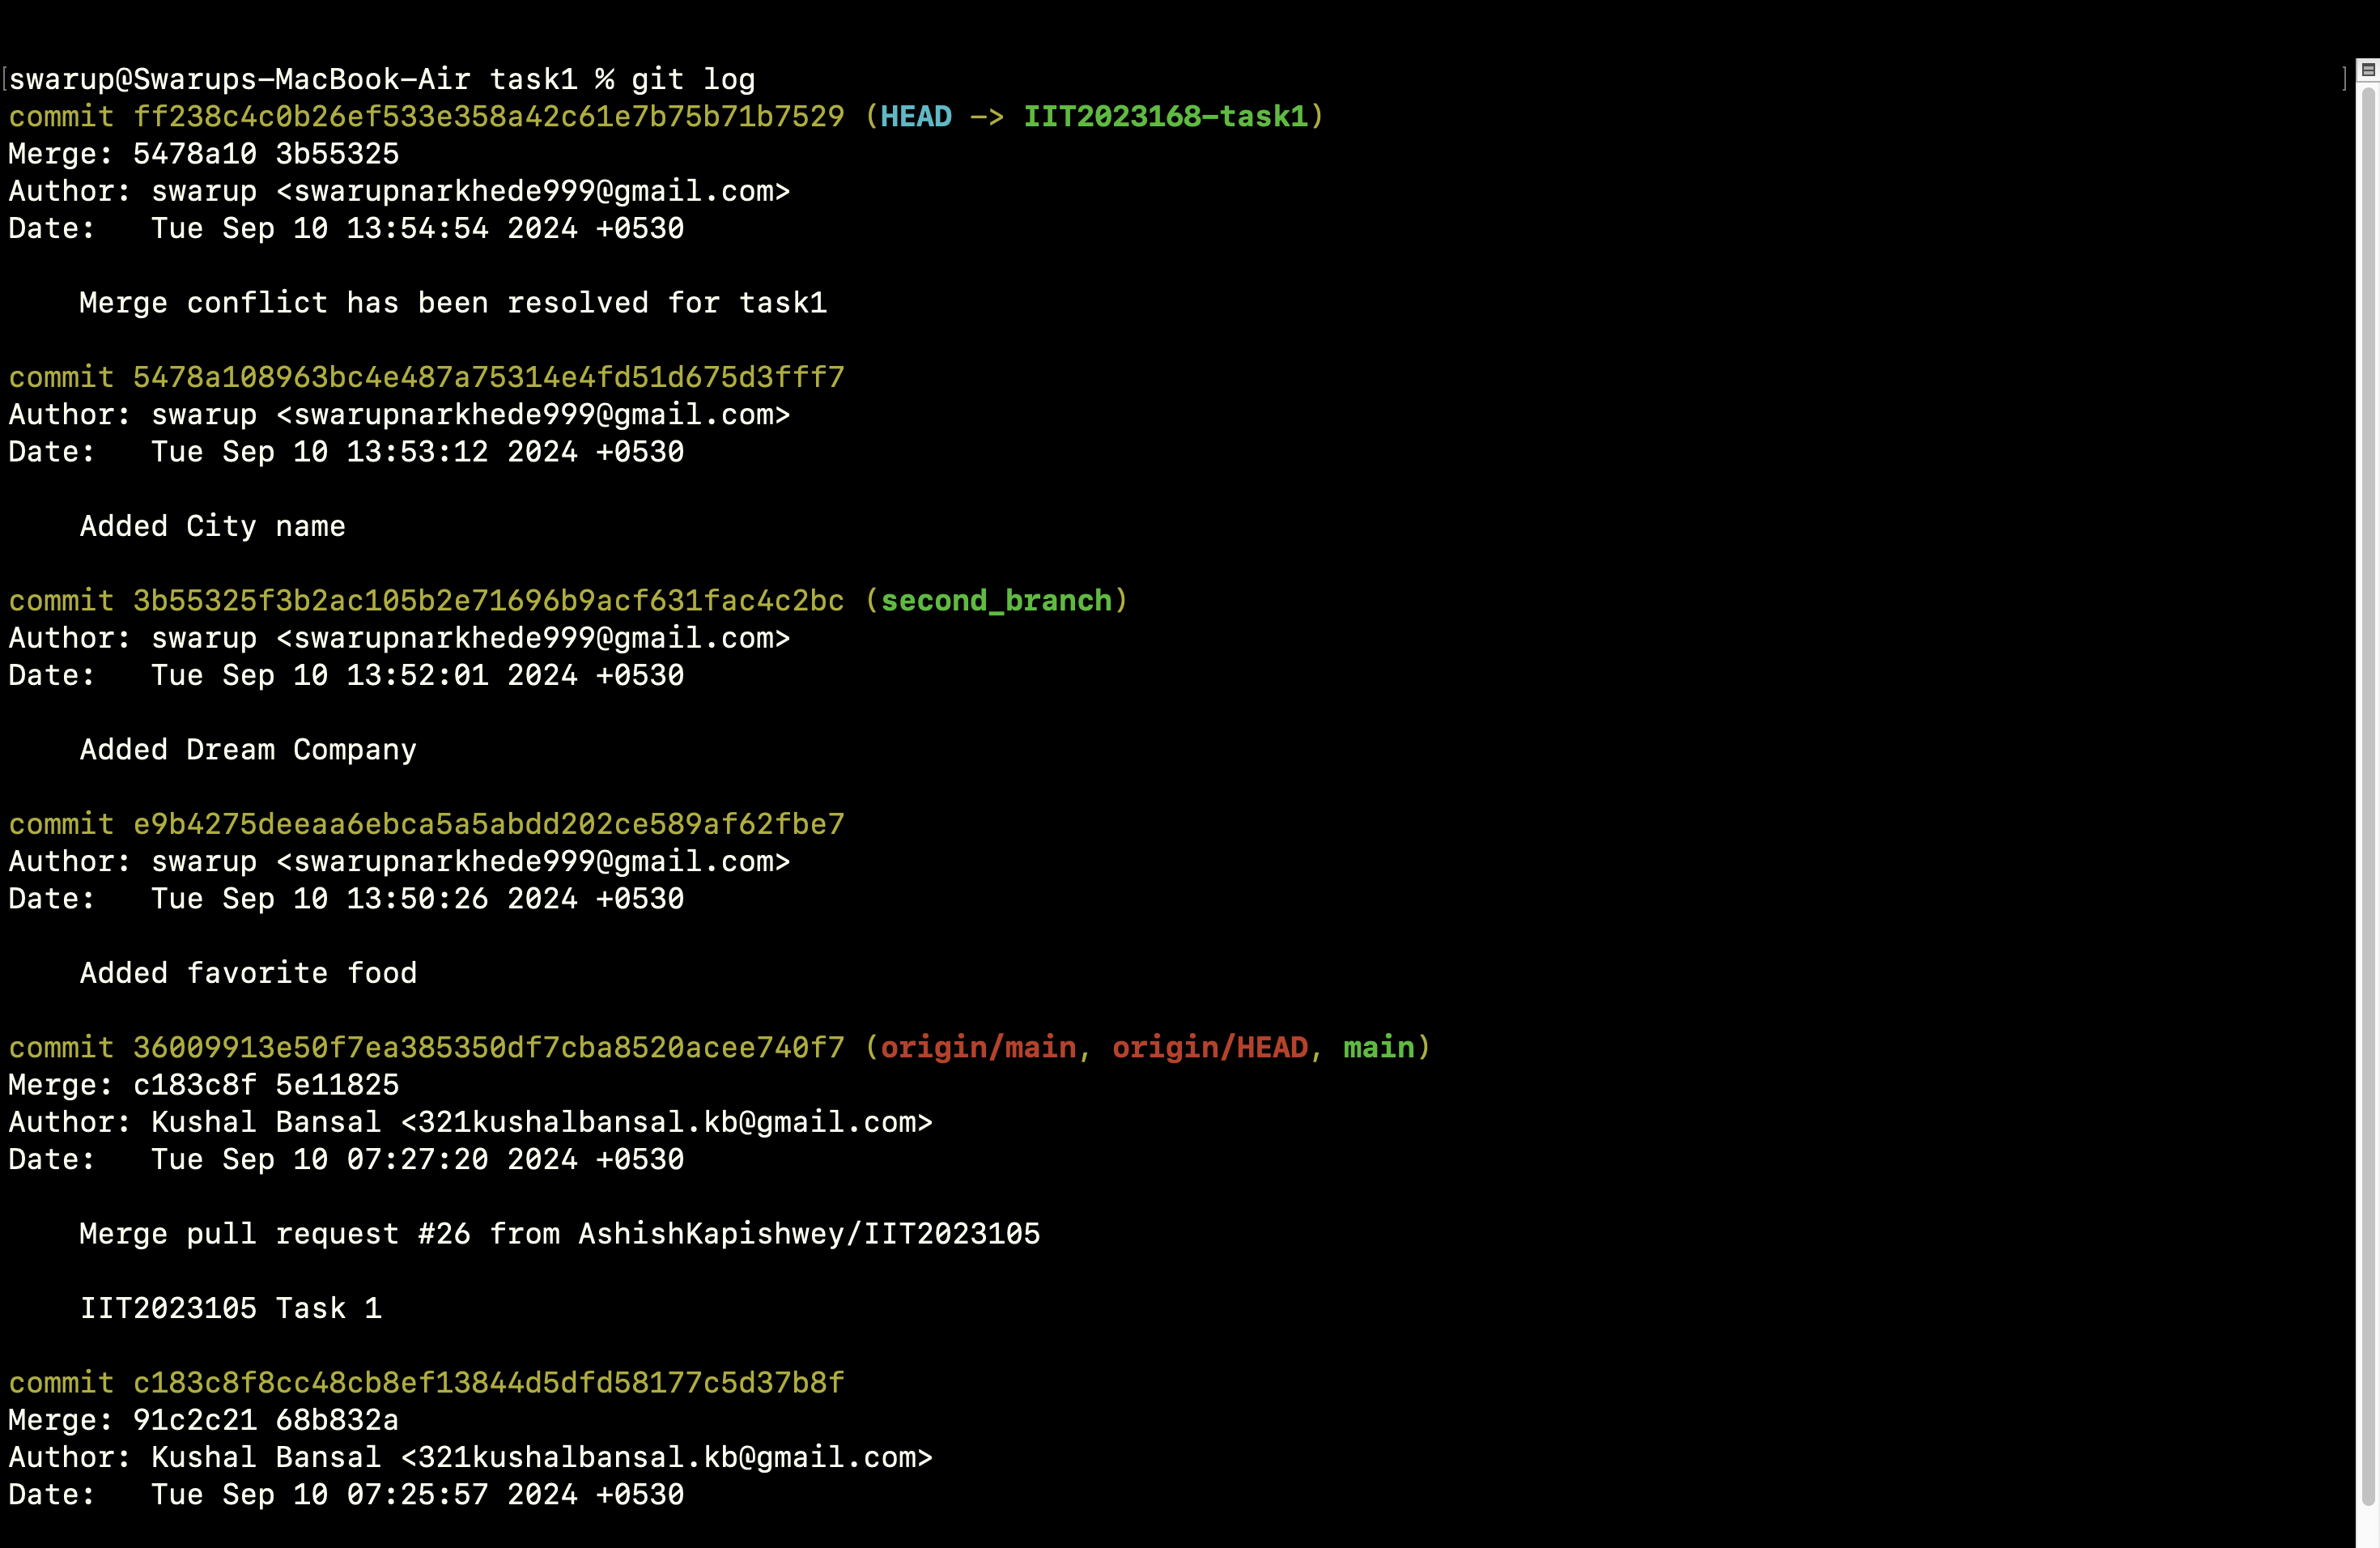 swarup@Swarups-MacBook-Air task1 % git log
commit ff238c4c0b26ef533e358a42c61e7b75b71b7529 (HEAD -> IIT2023168-task1)
Merge: 5478a10 3b55325
Author: swarup <swarupnarkhede999@gmail.com>
Date:   Tue Sep 10 13:54:54 2024 +0530
    Merge conflict has been resolved for task1
commit 5478a108963bc4e487a75314e4fd51d675d3fff7
Author: swarup <swarupnarkhede999@gmail.com>
Date:   Tue Sep 10 13:53:12 2024 +0530
    Added City name
commit 3b55325f3b2ac105b2e71696b9acf631fac4c2bc (second_branch)
Author: swarup <swarupnarkhede999@gmail.com>
Date:   Tue Sep 10 13:52:01 2024 +0530
    Added Dream Company
commit e9b4275deeaa6ebca5a5abdd202ce589af62fbe7
Author: swarup <swarupnarkhede999@gmail.com>
Date:   Tue Sep 10 13:50:26 2024 +0530
    Added favorite food
commit 36009913e50f7ea385350df7cba8520acee740f7 (origin/main, origin/HEAD, main)
Merge: c183c8f 5e11825
Author: Kushal Bansal <321kushalbansal.kb@gmail.com>
Date:   Tue Sep 10 07:27:20 2024 +0530
    Merge pull request #26 from AshishKapishwey/IIT2023105
    IIT2023105 Task 1
commit c183c8f8cc48cb8ef13844d5dfd58177c5d37b8f
Merge: 91c2c21 68b832a
Author: Kushal Bansal <321kushalbansal.kb@gmail.com>
Date:   Tue Sep 10 07:25:57 2024 +0530